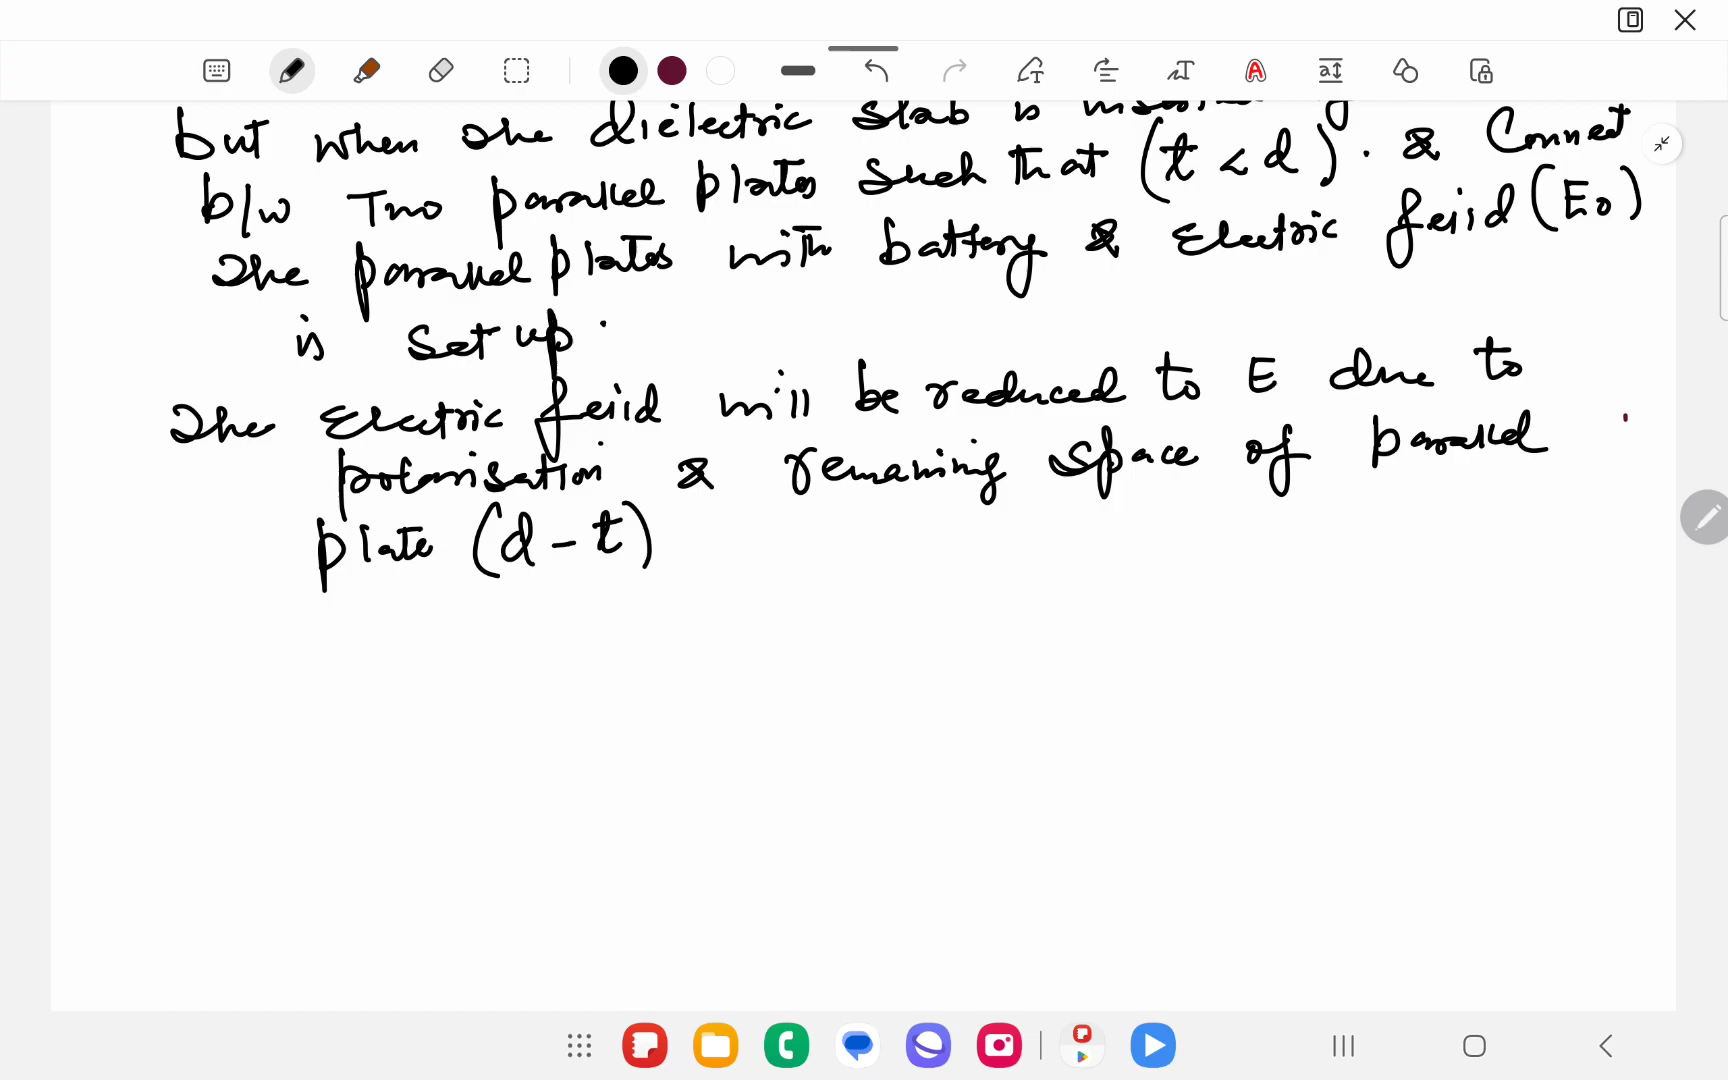 but when the dielectric slab is
b/w Two parallel plates such that (t < d). & Connect
The parallel plates with battery & Electric feild (E0)
is set up.
The Electric feild will be reduced to E due to
polarisation & remaining space of parallel
plate (d - t)